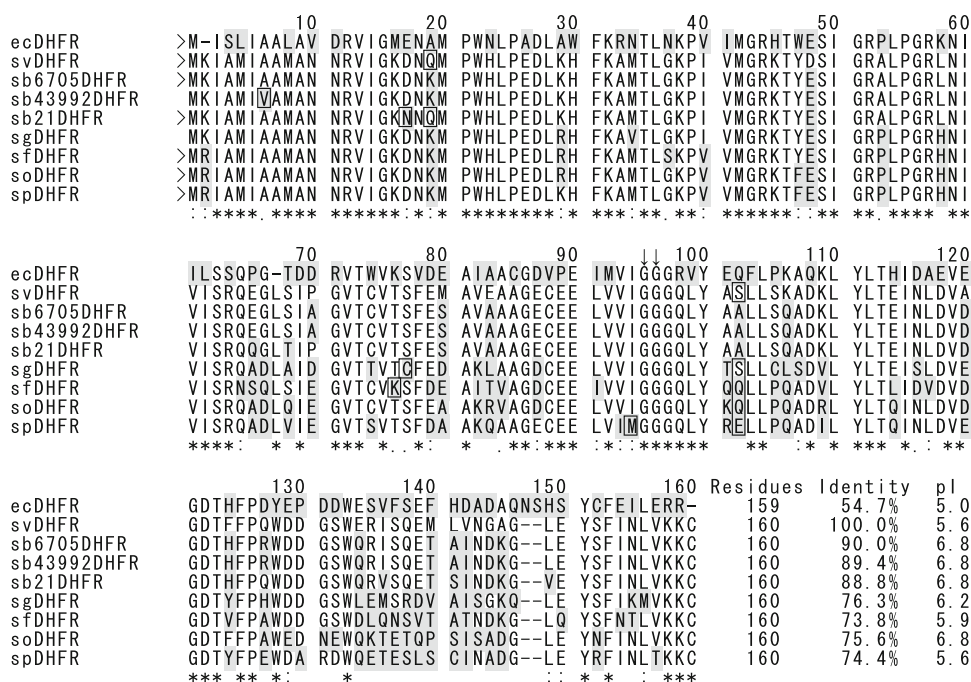 10 20 30 40 50 60
ecDHFR >M-ISLIAALAV DRVIGMENAM PWNLPADLAW FKRNTLNKPV IMGRHTWESI GRPLPGRKNI
svDHFR >MKIAMIAAMAN NRVIGKDNQM PWHLPEDLKH FKAMTLGKPI VMGRKTYDSI GRALPGRLNI
sb6705DHFR >MKIAMIAAMAN NRVIGKDNKM PWHLPEDLKH FKAMTLGKPI VMGRKTYESI GRALPGRLNI
sb43992DHFR MKIAMVAAMAN NRVIGKDNKM PWHLPEDLKH FKAMTLGKPI VMGRKTYESI GRALPGRLNI
sb21DHFR >MKIAMIAAMAN NRVIGKNNQM PWHLPEDLKH FKAMTLGKPI VMGRKTYESI GRALPGRLNI
sgDHFR MKIAMIAAMAN NRVIGKDNKM PWHLPEDLRH FKAVTLGKPI VMGRKTYESI GRPLPGRHNI
sfDHFR >MRIAMIAAMAN NRVIGKDNKM PWHLPEDLRH FKAMTLSKPV VMGRKTYESI GRPLPGRHNI
soDHFR >MRIAMIAAMAN NRVIGKDNKM PWHLPEDLKH FKAMTLGKPV VMGRKTFESI GRPLPGRHNI
spDHFR >MRIAMIAAMAN NRVIGKDNKM PWHLPEDLKH FKAMTLGKPV VMGRKTFESI GRPLPGRHNI
::****.*** *****:*:* ******** * **.**.**: *****:*::** ** ******
70 80 90 100 110 120
↓↓
ecDHFR ILSSQPG-TDD RVTWVKSVDE AIAACGDVPE IMVIGGGRVY EQFLPKAQKL YLTHIDAEVE
svDHFR VISRQEGLSIP GVTCVTSFEM AVEAAGECEE LVVIGGGQLY ASLLSKADKL YLTEINLDVA
sb6705DHFR VISRQEGLSIA GVTCVTSFES AVAAAGECEE LVVIGGGQLY AALLSQADKL YLTEINLDVD
sb43992DHFR VISRQEGLSIA GVTCVTSFES AVAAAGECEE LVVIGGGQLY AALLSQADKL YLTEINLDVD
sb21DHFR VISRQQGLTIP GVTCVTSFES AVAAAGECEE LVVIGGGQLY AALLSQADKL YLTEINLDVD
sgDHFR VISRQADLAID GVTTVTCFED AKLAAGDCEE LVVIGGGQLY TSLLCLSDVL YLTEISLDVE
sfDHFR VISRNSQLSIE GVTCVKSFDE AITVAGDCEE IVVIGGGQLY QQLLPQADVL YLTLIDVDVD
soDHFR VISRQADLQIE GVTCVTSFEA AKRVAGDCEE LVVIGGGQLY KQLLPQADRL YLTQINLDVD
spDHFR VISRQADLVIE GVTSVTSFDA AKQAAGDCEE LVIMGGGQLY RELLPQADIL YLTQINLDVE
****: .: * *** *..*: * .**:*** :*::*****: :** :* * *** *.:**
130 140 150 160 Residues Identity pI
ecDHFR GDTHFPDYEP DDWESVFSEF HDADAQNSHS YCFEILERR- 159 54.7% 5.0
svDHFR GDTFFPQWDD GSWERISQEM LVNGAG--LE YSFINLVKKC 160 100.0% 5.6
sb6705DHFR GDTHFPRWDD GSWQRISQET AINDKG--LE YSFINLVKKC 160 90.0% 6.8
sb43992DHFR GDTHFPRWDD GSWQRISQET AINDKG--LE YSFINLVKKC 160 89.4% 6.8
sb21DHFR GDTHFPQWDD GSWQRVSQET SINDKG--VE YSFINLVKKC 160 88.8% 6.8
sgDHFR GDTYFPHWDD GSWLEMSRDV AISGKQ--LE YSFIKMVKKC 160 76.3% 6.2
sfDHFR GDTFFPAWDD GSWDLQNSVT ATNDKG--LQ YSFNTLVKKC 160 73.8% 5.9
soDHFR GDTFFPAWED NEWQKTETQP SISADG--LE YNFINLVKKC 160 75.6% 6.8
spDHFR GDTYFPEWDA RDWQETESLS CINADG--LE YRFINLTKKC 160 74.4% 5.6
*** ** *: * :: * * :***